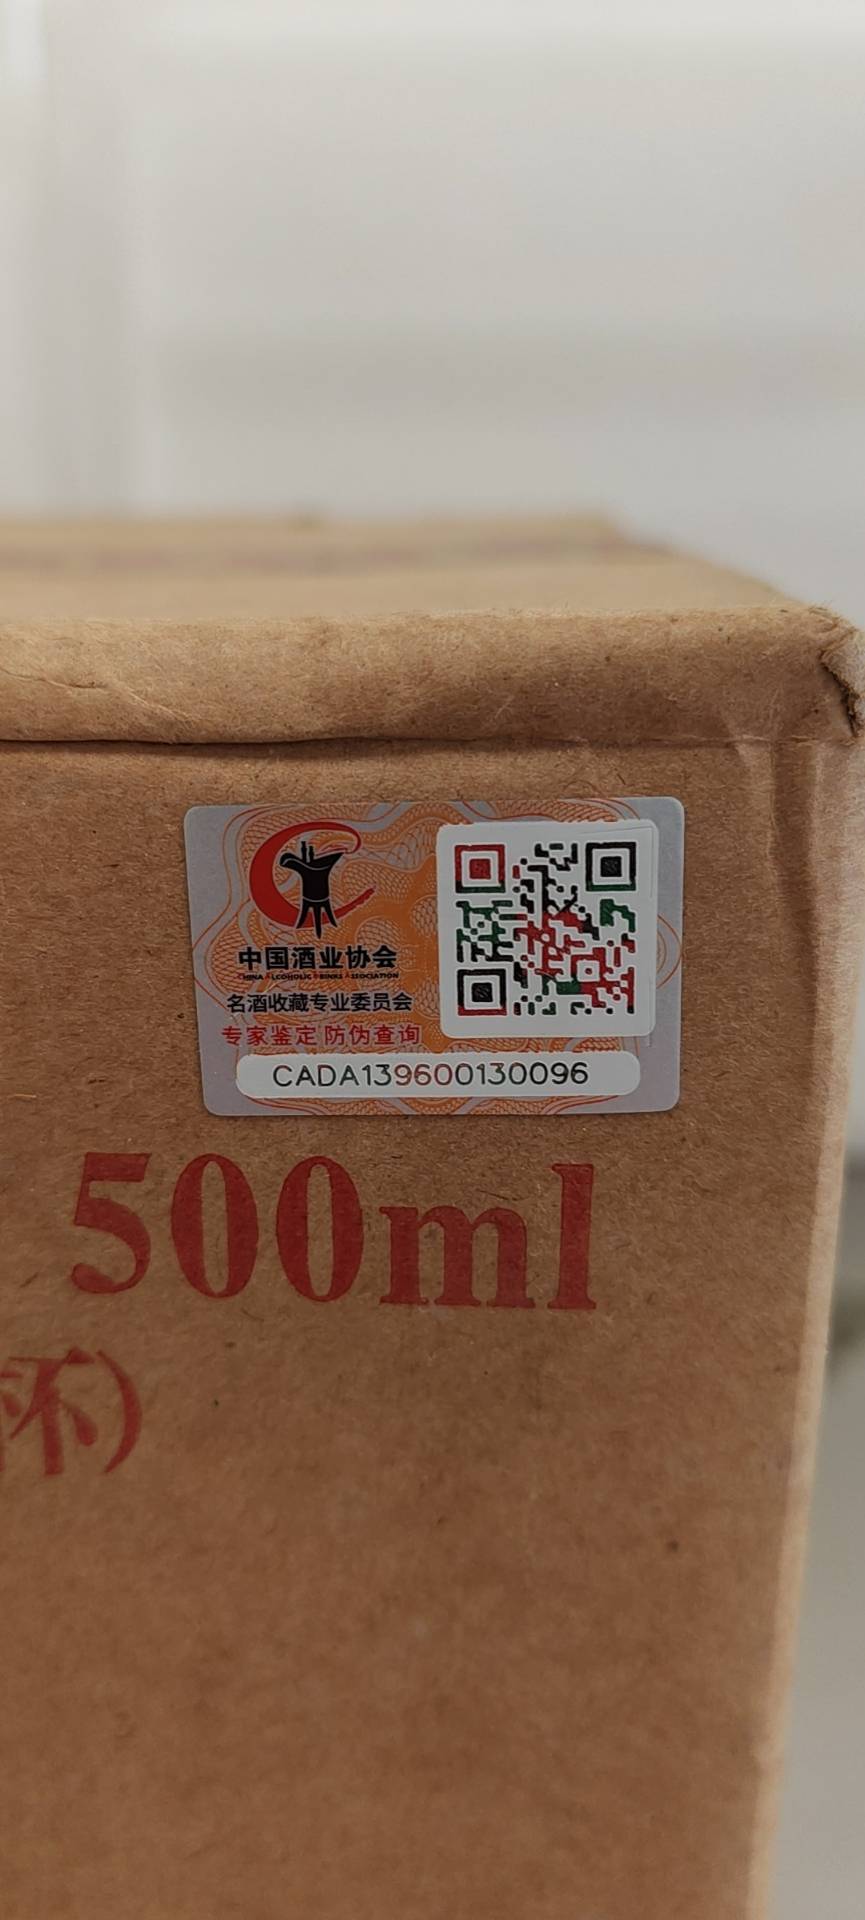 中国酒业协会
CHINA ALCOHOLIC DRINKS ASSOCIATION
名酒收藏专业委员会
专家鉴定 防伪查询
CADA139600130096
500ml
杯)